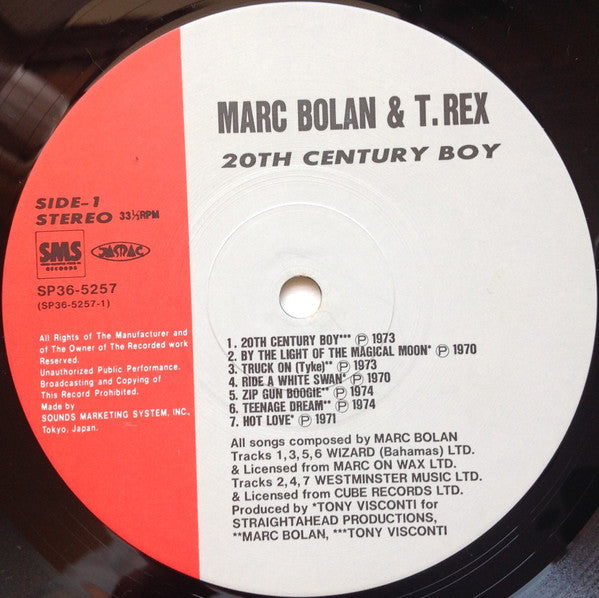 MARC BOLAN & T. REX
20TH CENTURY BOY
SIDE-1
STEREO 33⅓RPM
SMS
RECORDS
SP36-5257
(SP36-5257-1)
All Rights of The Manufacturer and
of The Owner of The Recorded work
Reserved.
Unauthorized Public Performance.
Broadcasting and Copying of
This Record Prohibited.
Made by
SOUNDS MARKETING SYSTEM, INC.,
Tokyo, Japan.
1. 20TH CENTURY BOY*** Ⓟ 1973
2. BY THE LIGHT OF THE MAGICAL MOON* Ⓟ 1970
3. TRUCK ON (Tyke)** Ⓟ 1973
4. RIDE A WHITE SWAN* Ⓟ 1970
5. ZIP GUN BOOGIE** Ⓟ 1974
6. TEENAGE DREAM** Ⓟ 1974
7. HOT LOVE* Ⓟ 1971
All songs composed by MARC BOLAN
Tracks 1,3,5,6 WIZARD (Bahamas) LTD.
& Licensed from MARC ON WAX LTD.
Tracks 2,4,7 WESTMINSTER MUSIC LTD.
& Licensed from CUBE RECORDS LTD.
Produced by *TONY VISCONTI for
STRAIGHTAHEAD PRODUCTIONS,
**MARC BOLAN, ***TONY VISCONTI